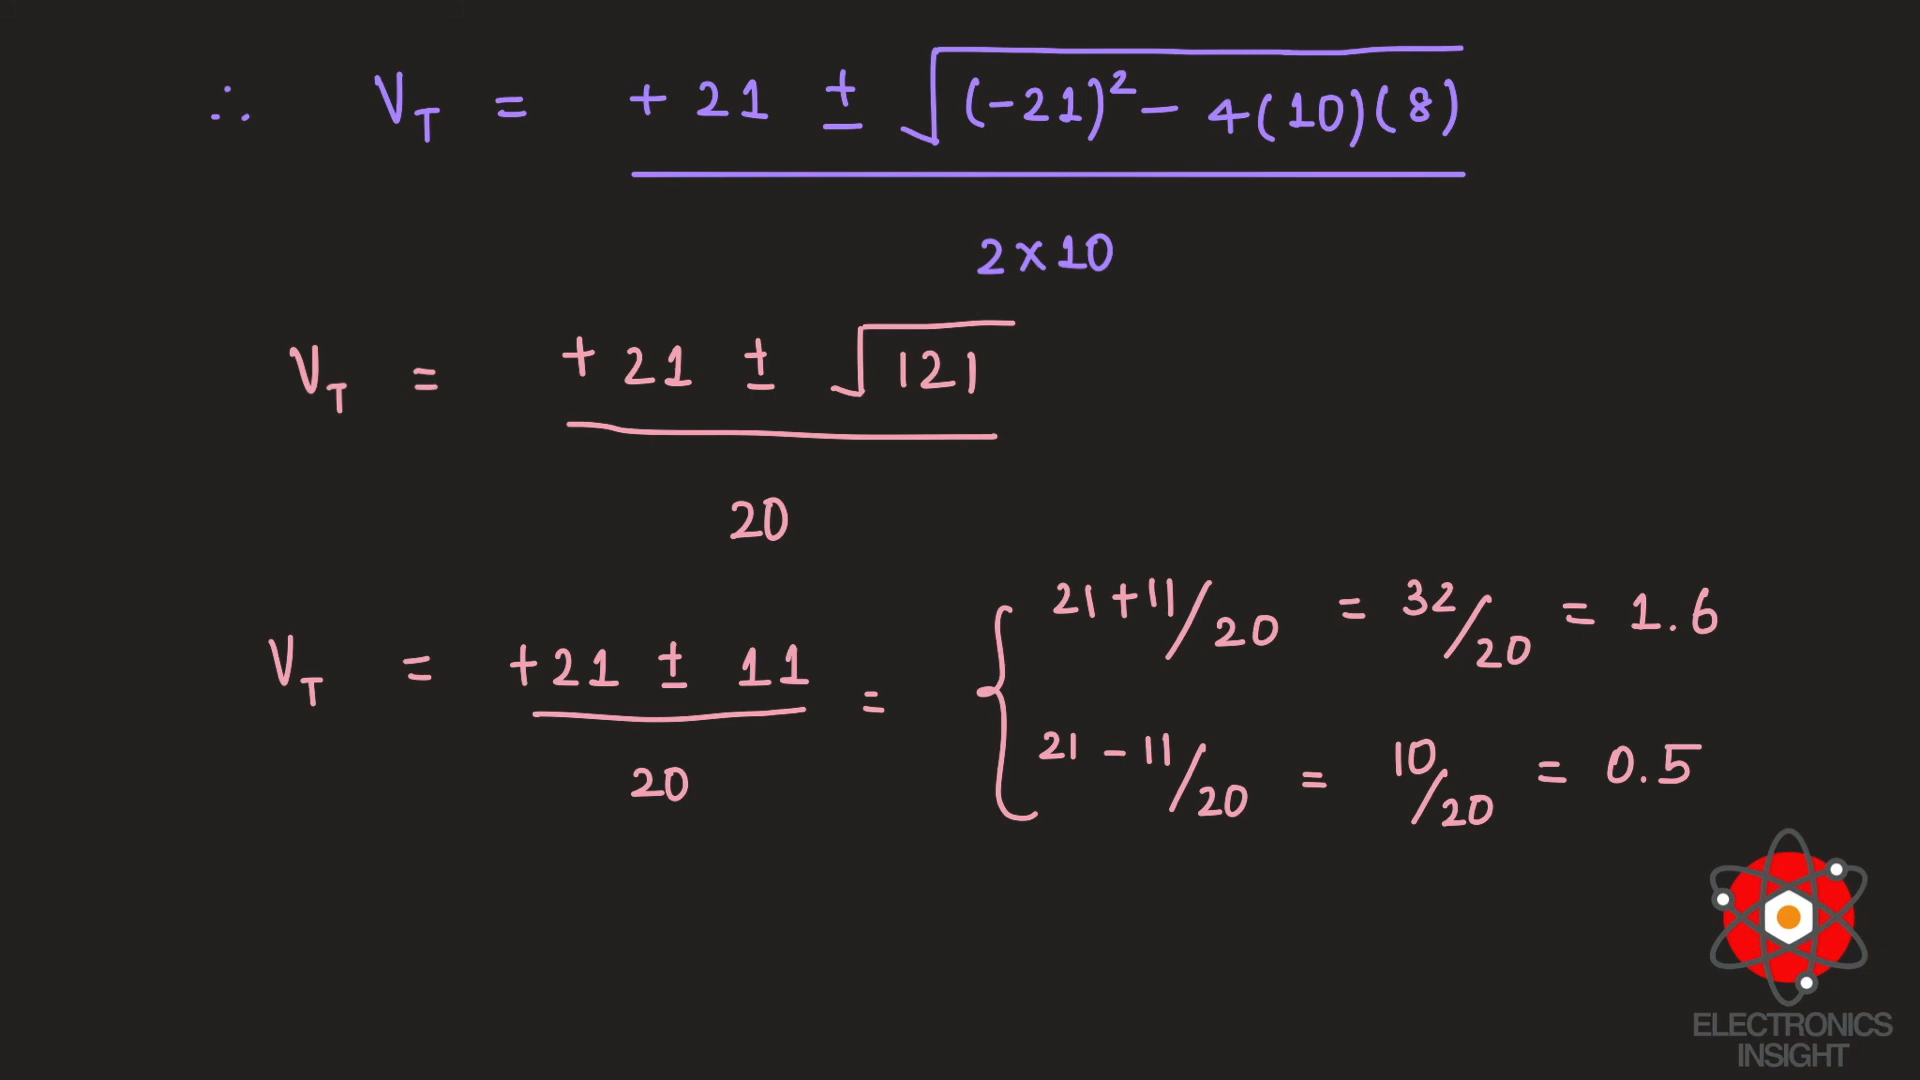 ∴ V_T = +21 ± √((-21)² - 4(10)(8))
2×10
V_T = +21 ± √121
20
V_T = +21 ± 11 = {
20
21+11/20 = 32/20 = 1.6
21-11/20 = 10/20 = 0.5
ELECTRONICS
INSIGHT